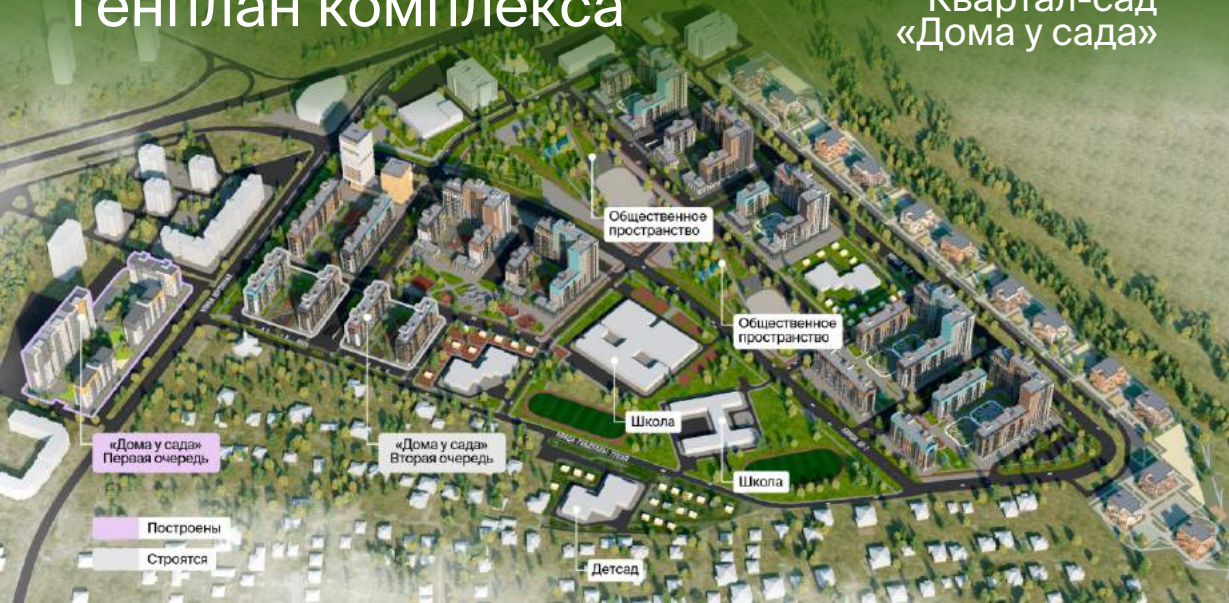 Генплан комплекса
Квартал-сад
«Дома у сада»
Общественное
пространство
Общественное
пространство
Школа
Школа
«Дома у сада»
Первая очередь
«Дома у сада»
Вторая очередь
Построены
Строятся
Детсад